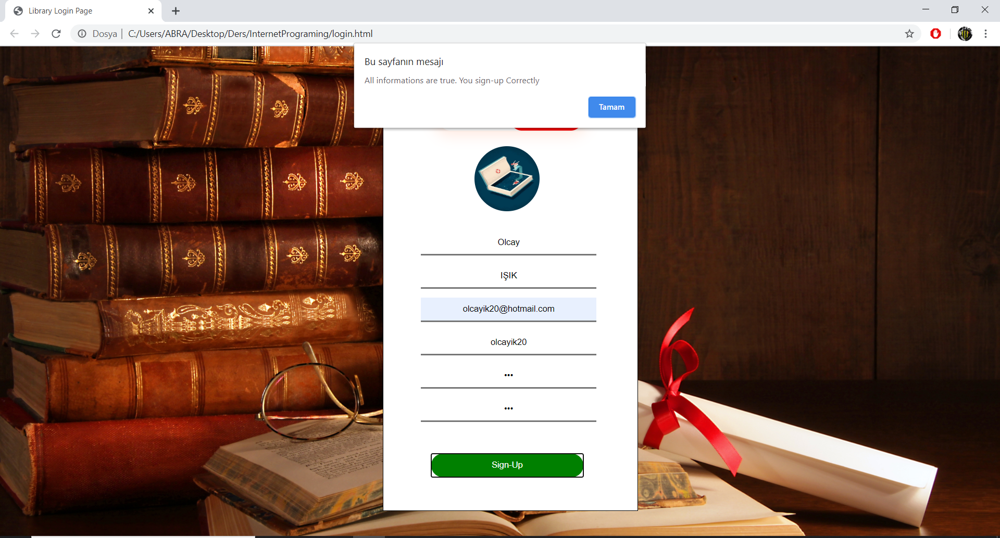 Library Login Page
Dosya
C:/Users/ABRA/Desktop/Ders/InternetPrograming/login.html
Bu sayfanın mesajı
All informations are true. You sign-up Correctly
Tamam
Olcay
IŞIK
olcayik20@hotmail.com
olcayik20
•••
•••
Sign-Up